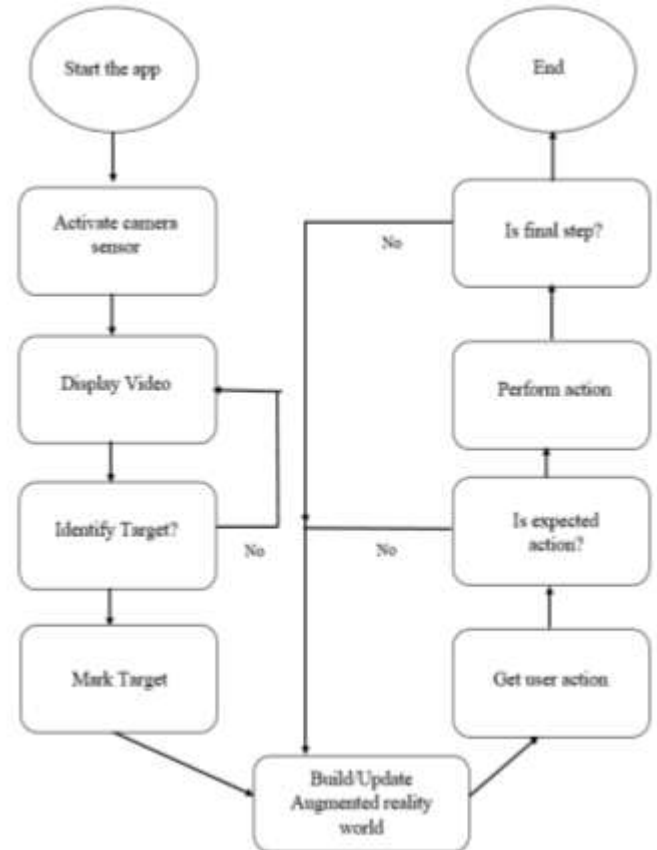 Start the app
Activate camera
sensor
Display Video
Identify Target?
No
Mark Target
Build/Update
Augmented reality
world
Get user action
Is expected
action?
No
Perform action
Is final step?
No
End